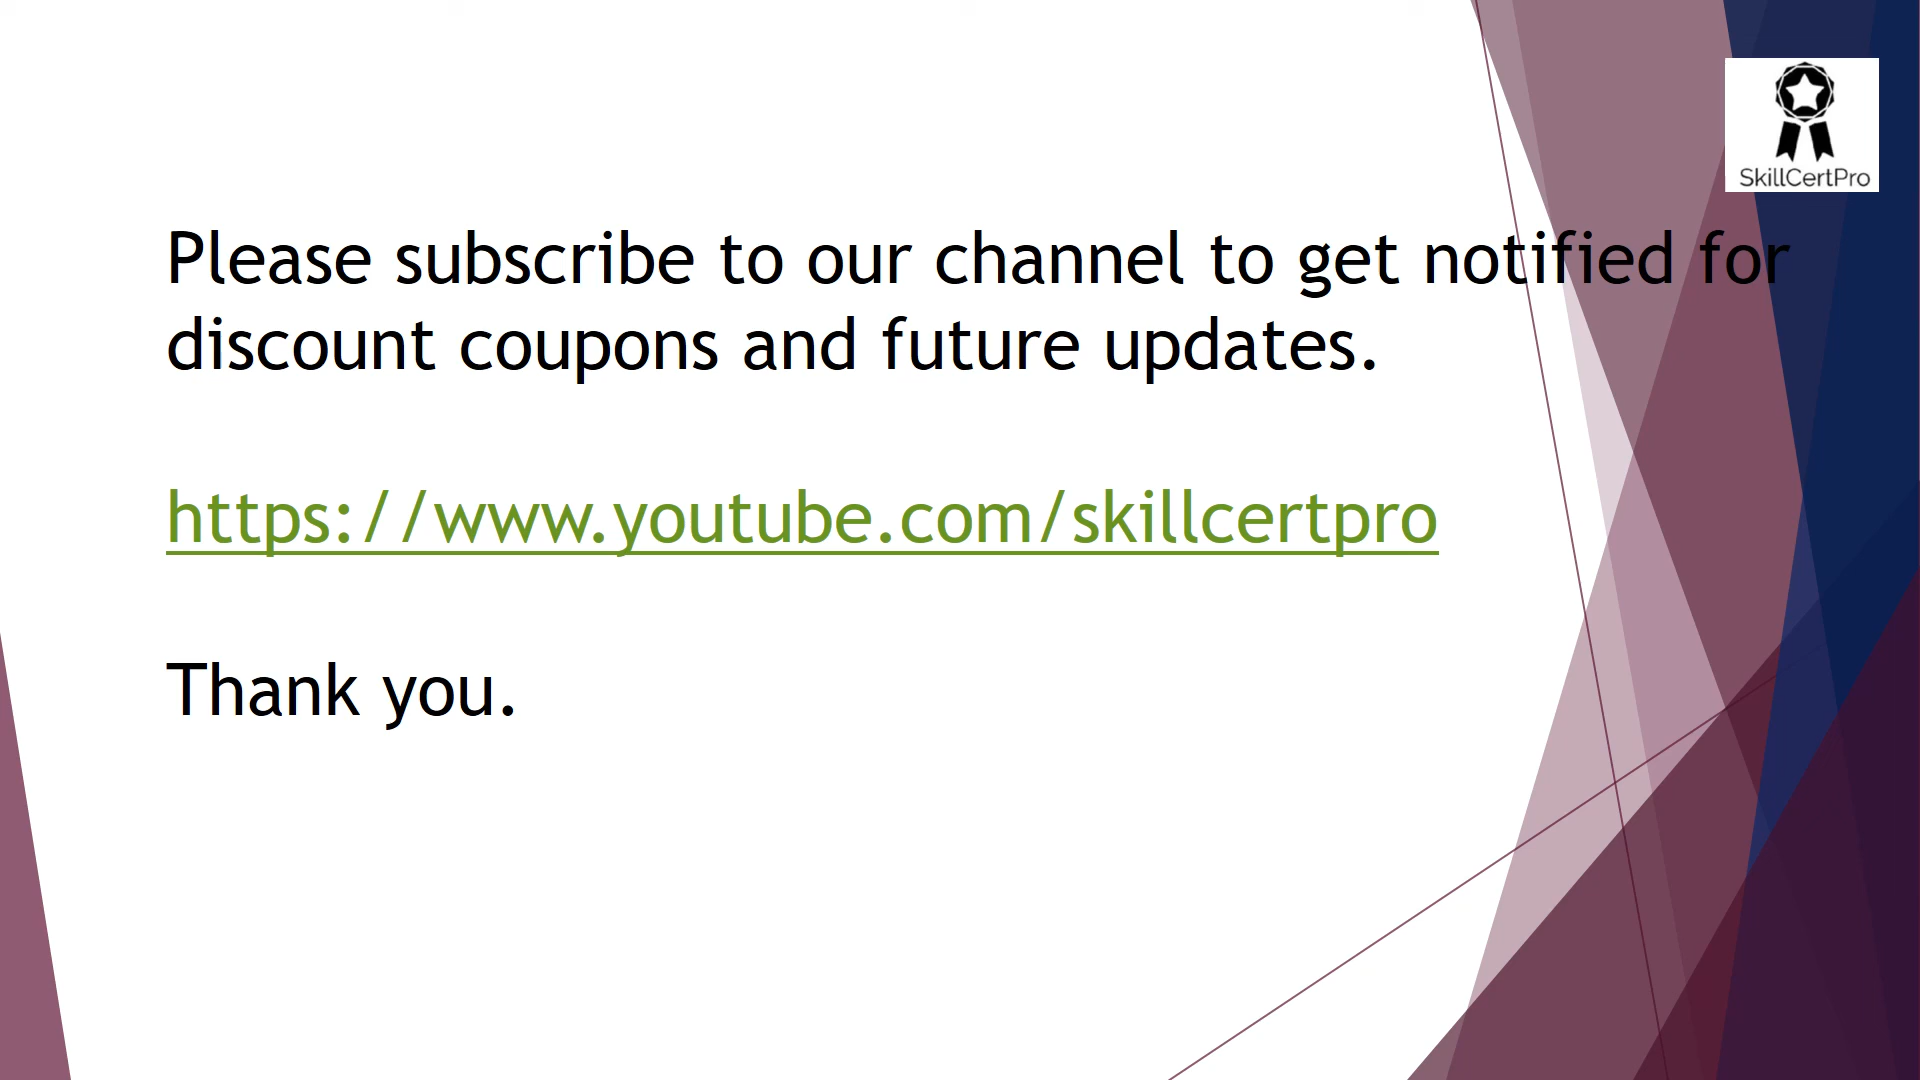 SkillCertPro
Please subscribe to our channel to get notified for
discount coupons and future updates.
https://www.youtube.com/skillcertpro
Thank you.